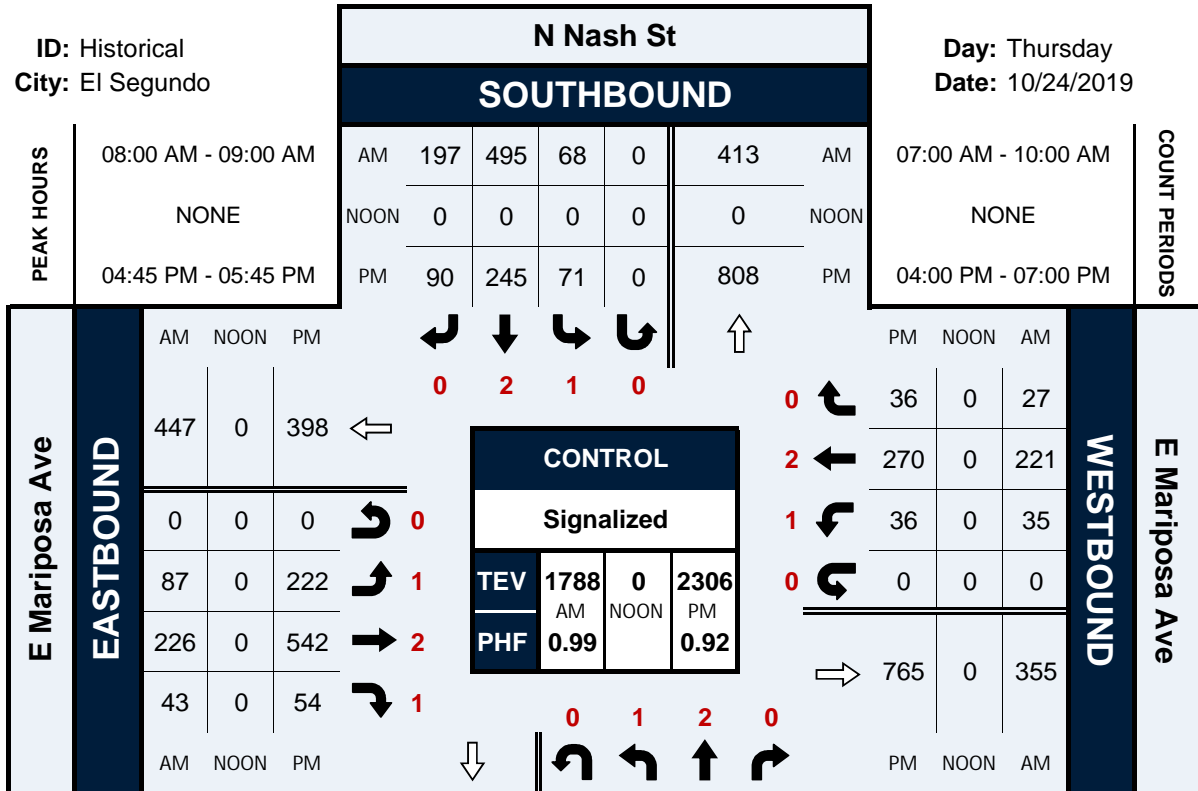 N Nash St
ID: Historical
City: El Segundo
Day: Thursday
Date: 10/24/2019
SOUTHBOUND
PEAK HOURS
08:00 AM - 09:00 AM
NONE
04:45 PM - 05:45 PM
AM 197 495 68 0 413 AM
NOON 0 0 0 0 0 NOON
PM 90 245 71 0 808 PM
07:00 AM - 10:00 AM
NONE
04:00 PM - 07:00 PM
COUNT PERIODS
0 2 1 0
E Mariposa Ave
EASTBOUND
AM NOON PM
447 0 398
0 0 0 0
87 0 222 1
226 0 542 2
43 0 54 1
AM NOON PM
CONTROL
Signalized
TEV 1788 0 2306
AM NOON PM
PHF 0.99 0.92
PM NOON AM
0 36 0 27
2 270 0 221
1 36 0 35
0 0 0 0
765 0 355
PM NOON AM
WESTBOUND
E Mariposa Ave
0 1 2 0